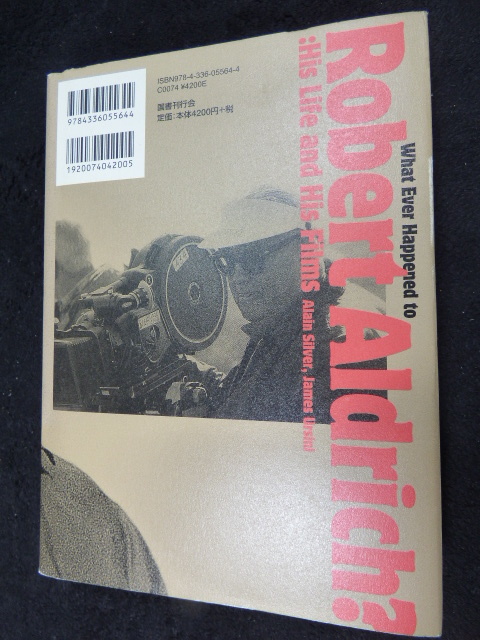 What Ever Happened to
Robert Aldrich?
:His Life and His Films
Alain Silver, James Ursini
ISBN978-4-336-05564-4
C0074 ¥4200E
国書刊行会
定価:本体4200円+税
9784336055644
1920074042005